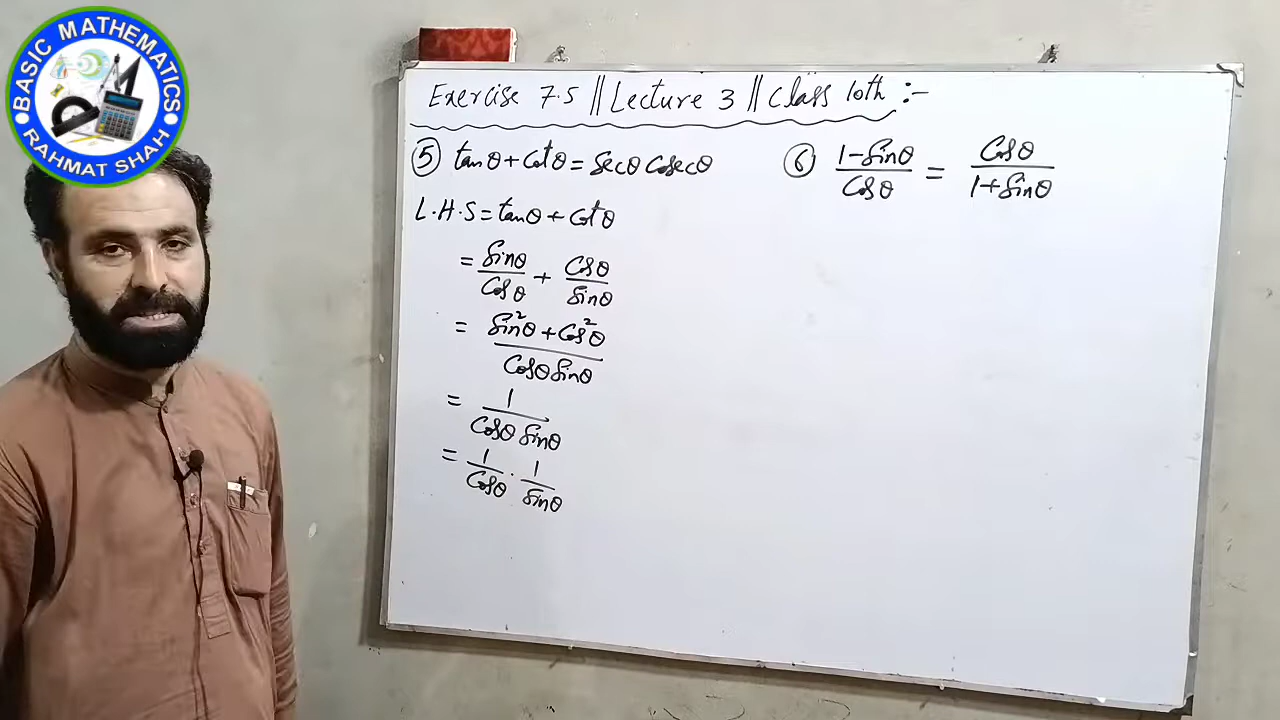 BASIC MATHEMATICS
RAHMAT SHAH
Exercise 7.5 || Lecture 3 || Class 10th :-
⑤ tanθ + Cotθ = Secθ Cosecθ
L.H.S = tanθ + Cotθ
= Sinθ/Cosθ + Cosθ/Sinθ
= Sin²θ + Cos²θ / CosθSinθ
= 1 / Cosθ Sinθ
= 1/Cosθ · 1/Sinθ
⑥ 1-Sinθ/Cosθ = Cosθ/1+Sinθ